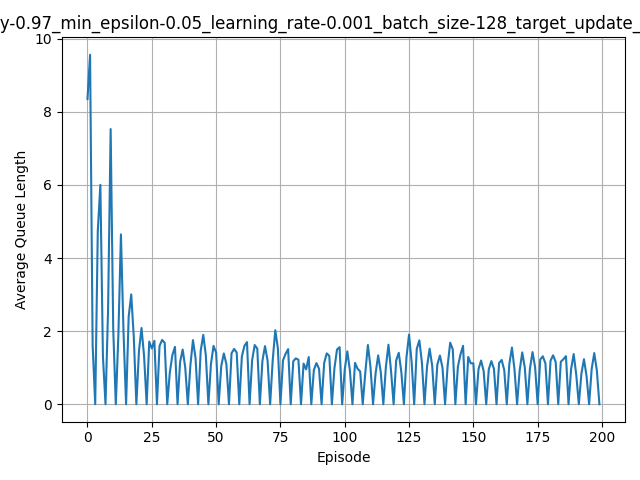 y-0.97_min_epsilon-0.05_learning_rate-0.001_batch_size-128_target_update_
10
8
6
4
2
0
Average Queue Length
0 25 50 75 100 125 150 175 200
Episode